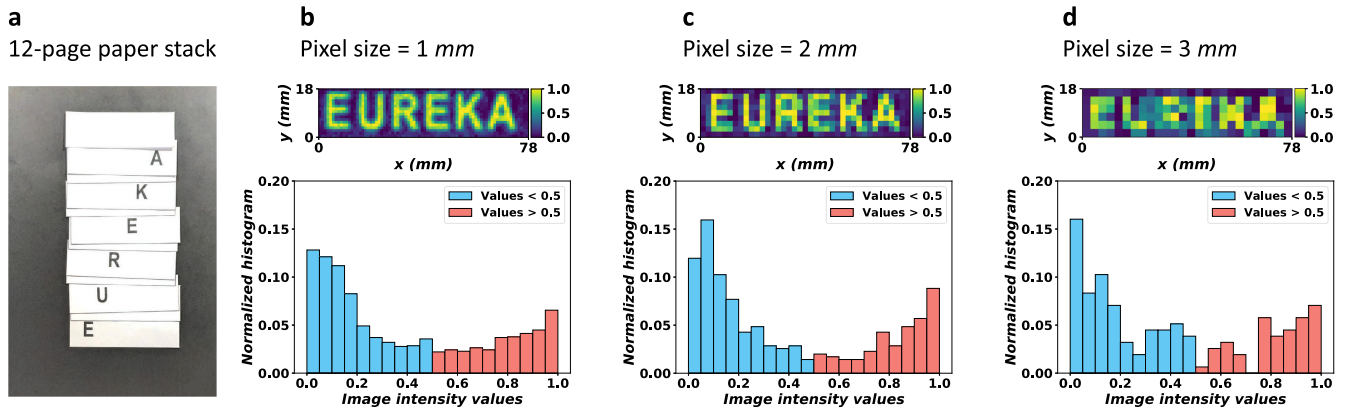 a
12-page paper stack
A
K
E
R
U
E
b
Pixel size = 1 mm
18
y (mm)
0
EUREKA
1.0
0.5
0.0
0
78
x (mm)
0.20
0.15
0.10
0.05
0.00
Normalized histogram
Values < 0.5
Values > 0.5
0.0 0.2 0.4 0.6 0.8 1.0
Image intensity values
c
Pixel size = 2 mm
18
y (mm)
0
EUREKA
1.0
0.5
0.0
0
78
x (mm)
0.20
0.15
0.10
0.05
0.00
Normalized histogram
Values < 0.5
Values > 0.5
0.0 0.2 0.4 0.6 0.8 1.0
Image intensity values
d
Pixel size = 3 mm
18
y (mm)
0
1.0
0.5
0.0
0
78
x (mm)
0.20
0.15
0.10
0.05
0.00
Normalized histogram
Values < 0.5
Values > 0.5
0.0 0.2 0.4 0.6 0.8 1.0
Image intensity values